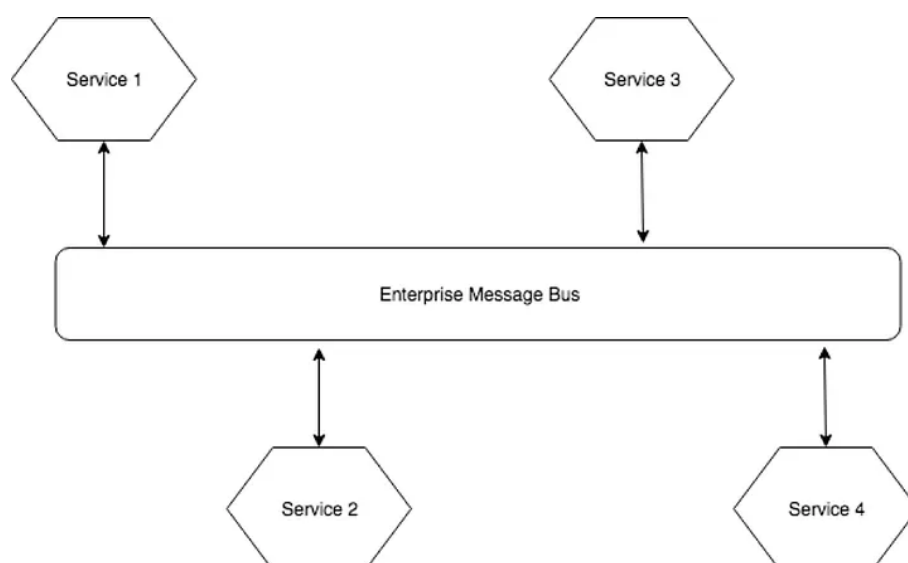 Service 1
Service 3
Enterprise Message Bus
Service 2
Service 4